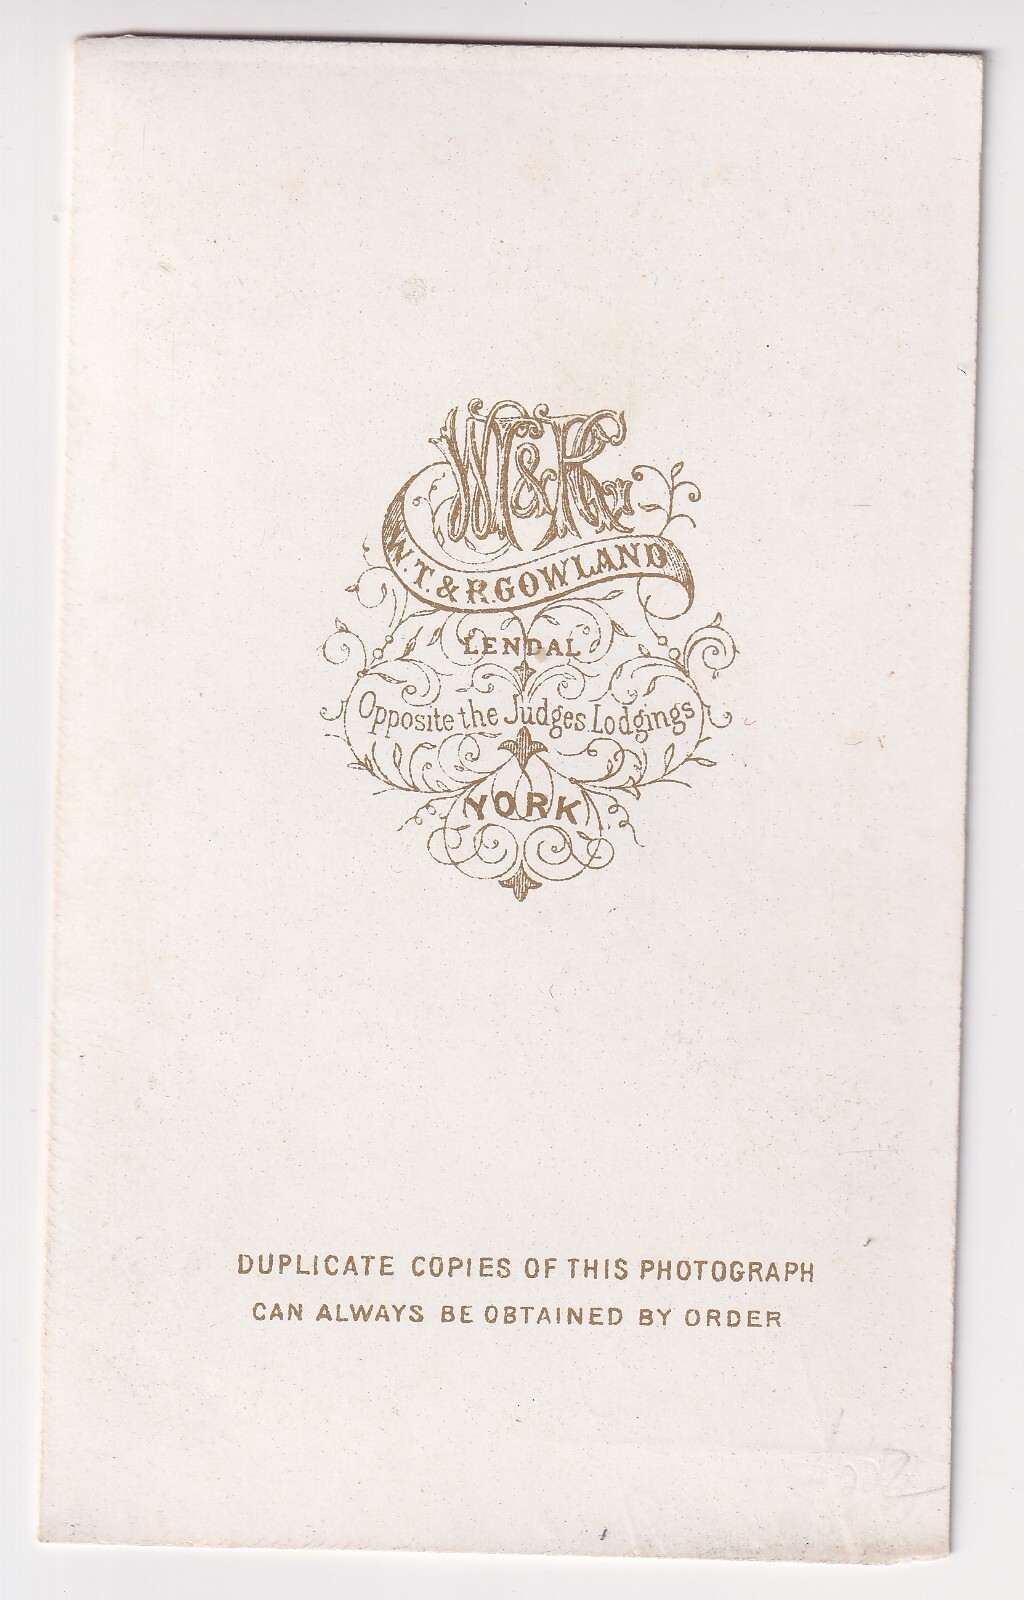 W & R.
W.T. & R. GOWLAND
LENDAL
Opposite the Judges Lodgings
YORK
DUPLICATE COPIES OF THIS PHOTOGRAPH
CAN ALWAYS BE OBTAINED BY ORDER